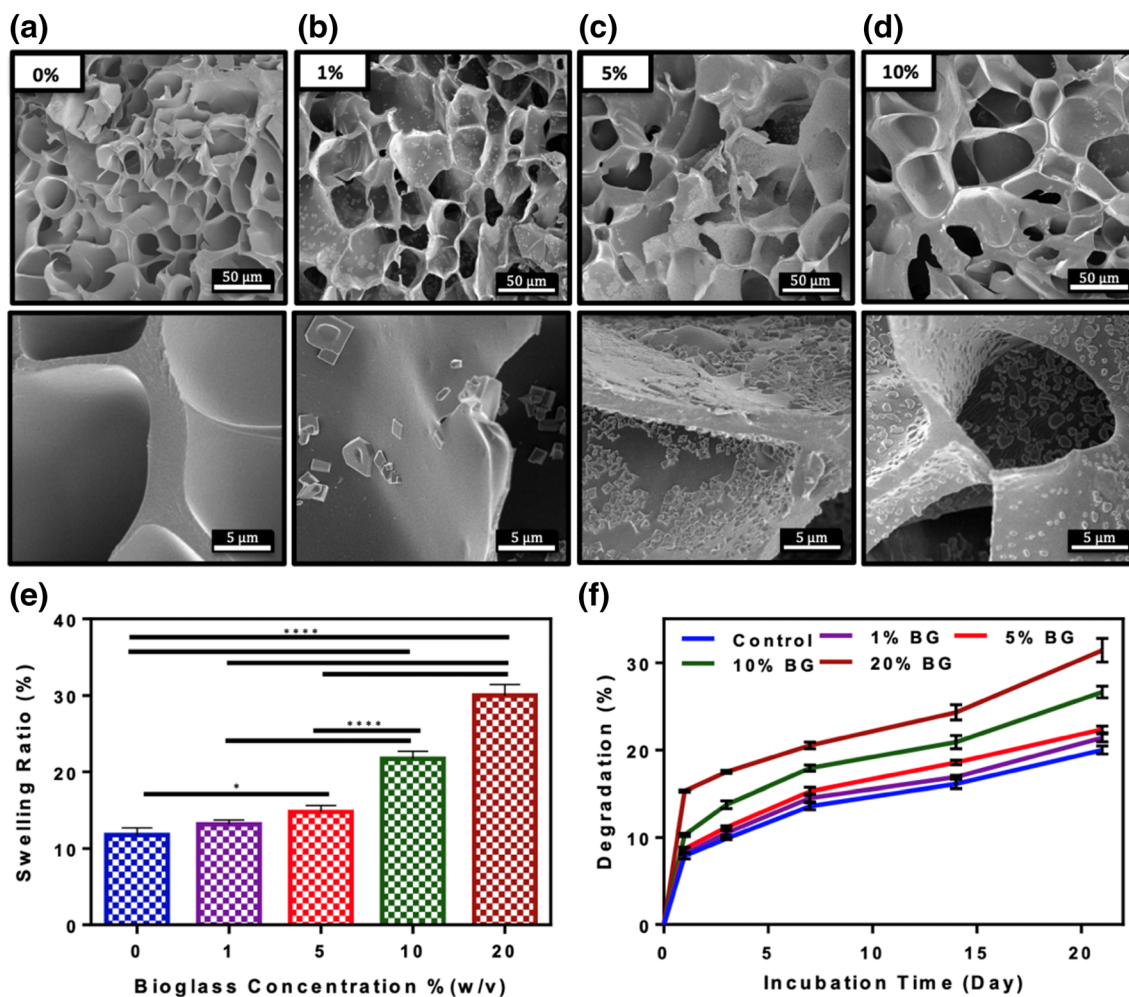 (a) (b) (c) (d)
0% 1% 5% 10%
50 µm 50 µm 50 µm 50 µm
5 µm 5 µm 5 µm 5 µm
(e)
Swelling Ratio (%)
40
30
20
10
0
****
****
*
0 1 5 10 20
Bioglass Concentration % (w/v)
(f)
Degradation (%)
30
20
10
0
Control 1% BG 5% BG
10% BG 20% BG
0 5 10 15 20
Incubation Time (Day)